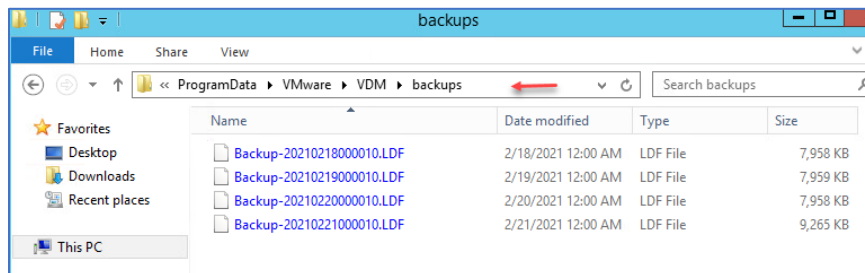 backups
File Home Share View
« ProgramData VMware VDM backups Search backups
Name Date modified Type Size
Favorites
Desktop
Downloads
Recent places
This PC
Backup-20210218000010.LDF 2/18/2021 12:00 AM LDF File 7,958 KB
Backup-20210219000010.LDF 2/19/2021 12:00 AM LDF File 7,959 KB
Backup-20210220000010.LDF 2/20/2021 12:00 AM LDF File 7,958 KB
Backup-20210221000010.LDF 2/21/2021 12:00 AM LDF File 9,265 KB